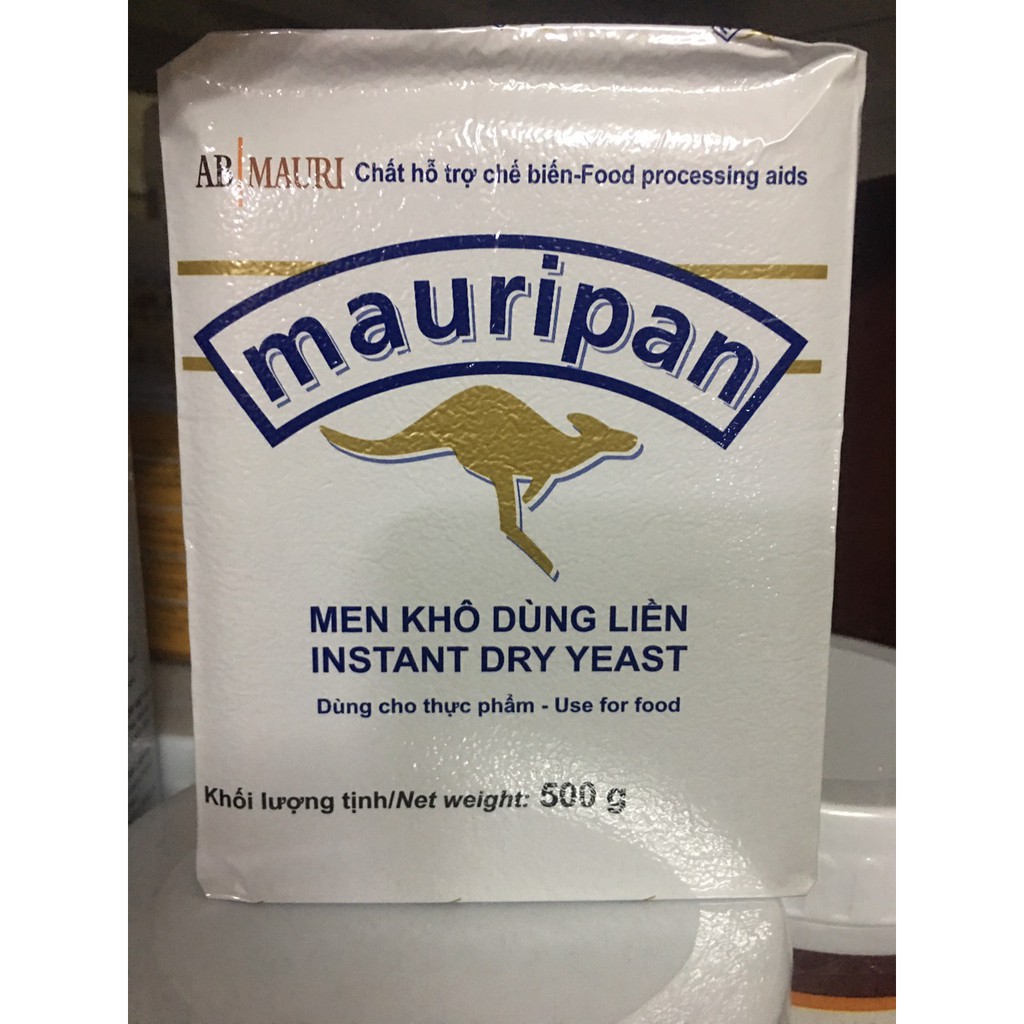 AB MAURI Chất hỗ trợ chế biến-Food processing aids
mauripan
MEN KHÔ DÙNG LIỀN
INSTANT DRY YEAST
Dùng cho thực phẩm - Use for food
Khối lượng tịnh/Net weight: 500 g